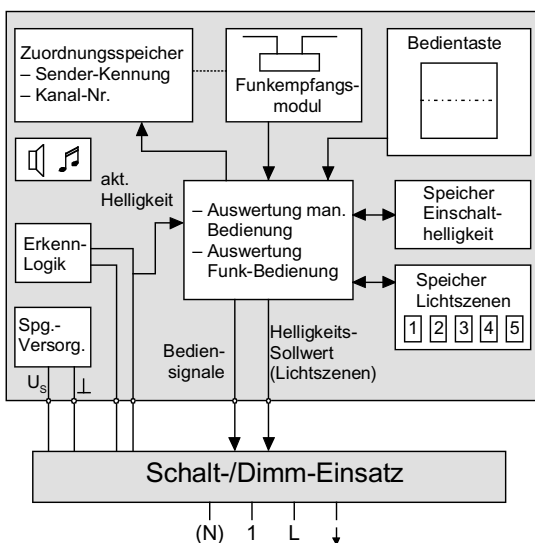 Zuordnungsspeicher
– Sender-Kennung
– Kanal-Nr.
Funkempfangs-
modul
Bedientaste
akt.
Helligkeit
– Auswertung man.
Bedienung
– Auswertung
Funk-Bedienung
Speicher
Einschalt-
helligkeit
Erkenn-
Logik
Speicher
Lichtszenen
1 2 3 4 5
Spg.-
Versorg.
Bedien-
signale
Helligkeits-
Sollwert
(Lichtszenen)
US ⊥
Schalt-/Dimm-Einsatz
(N) 1 L ↓